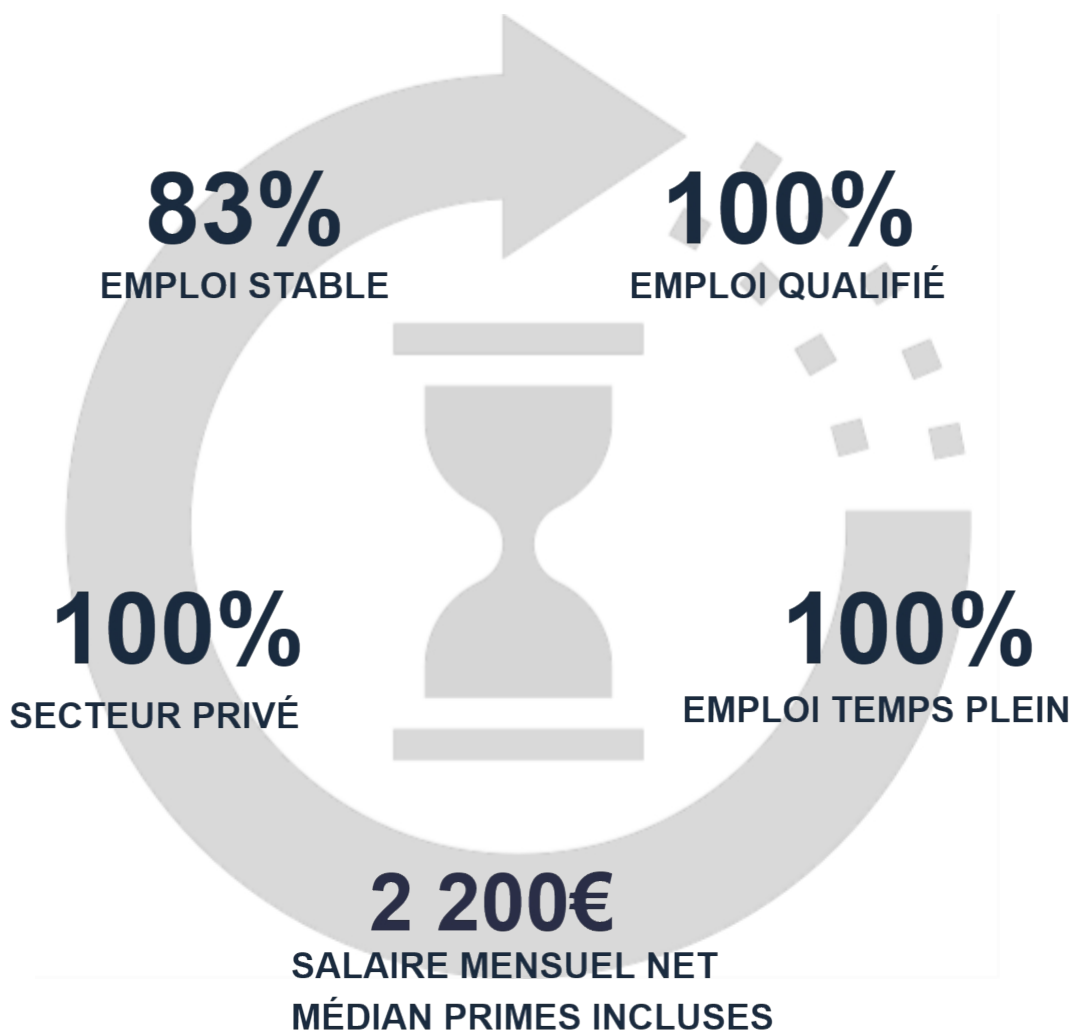 83%
EMPLOI STABLE
100%
EMPLOI QUALIFIÉ
100%
SECTEUR PRIVÉ
100%
EMPLOI TEMPS PLEIN
2 200€
SALAIRE MENSUEL NET
MÉDIAN PRIMES INCLUSES